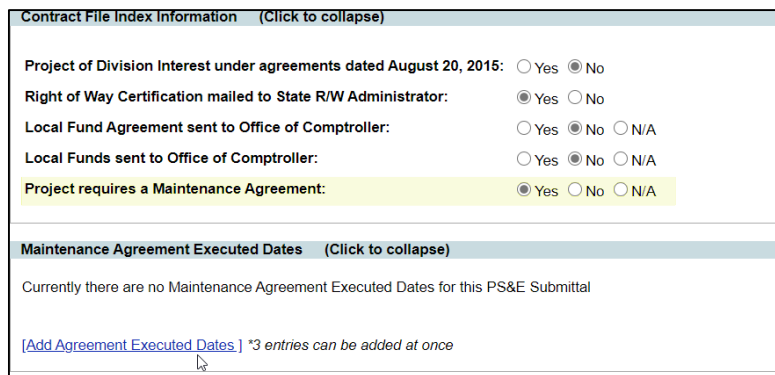 Contract File Index Information (Click to collapse)
Project of Division Interest under agreements dated August 20, 2015: Yes No
Right of Way Certification mailed to State R/W Administrator: Yes No
Local Fund Agreement sent to Office of Comptroller: Yes No N/A
Local Funds sent to Office of Comptroller: Yes No N/A
Project requires a Maintenance Agreement: Yes No N/A
Maintenance Agreement Executed Dates (Click to collapse)
Currently there are no Maintenance Agreement Executed Dates for this PS&E Submittal
[Add Agreement Executed Dates ] *3 entries can be added at once